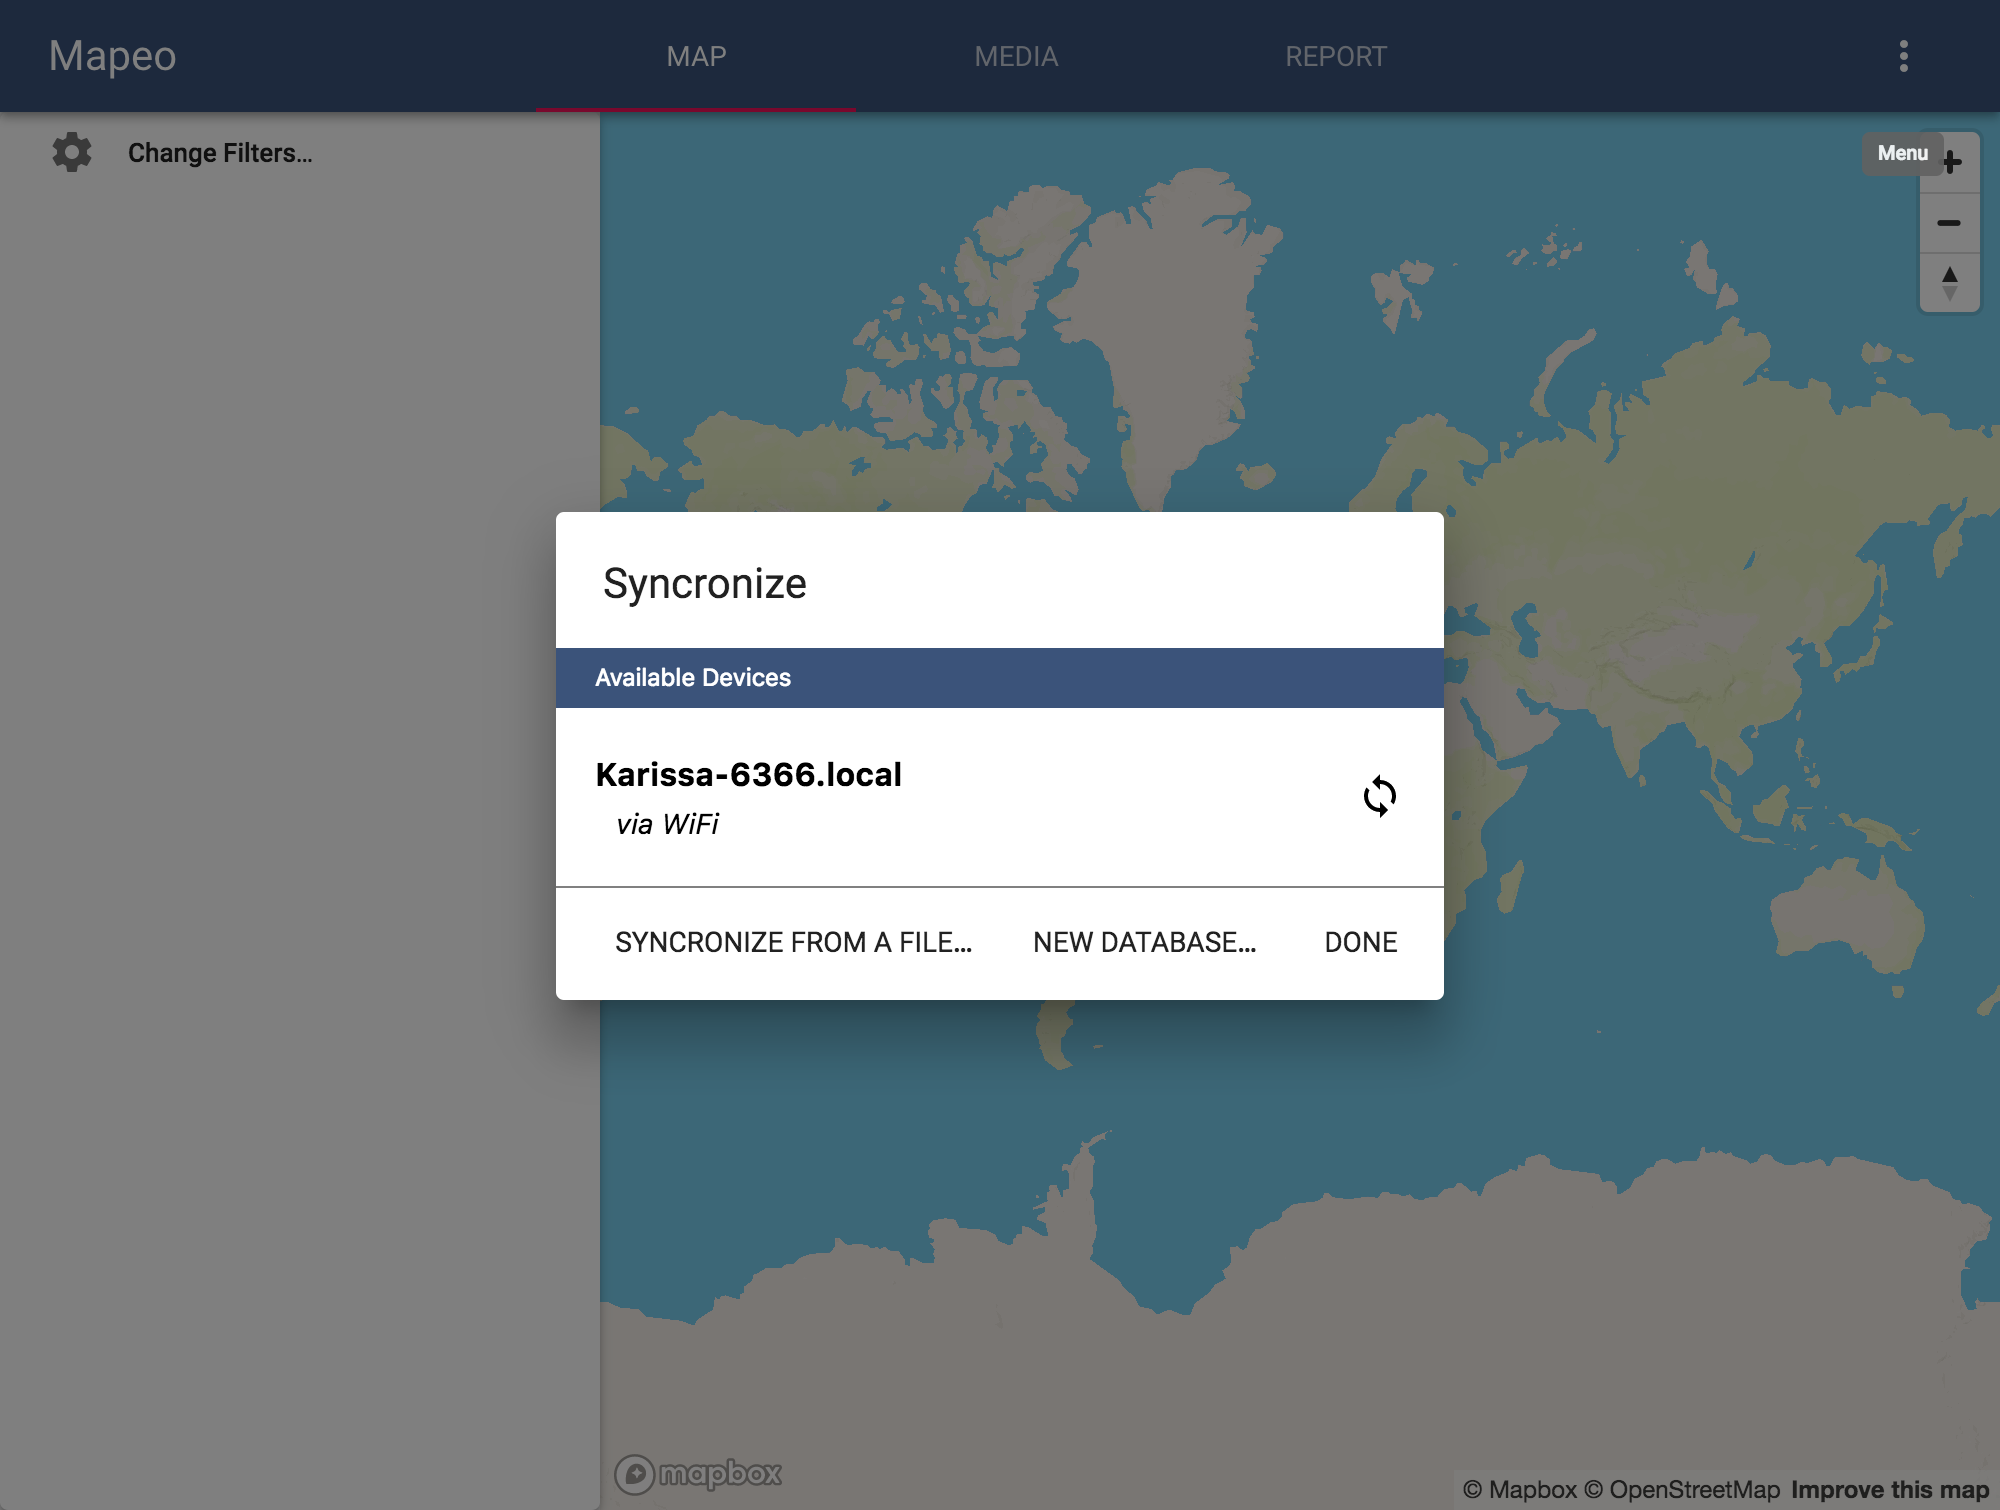 Mapeo
MAP
MEDIA
REPORT
Change Filters...
Menu
Syncronize
Available Devices
Karissa-6366.local
via WiFi
SYNCRONIZE FROM A FILE...
NEW DATABASE...
DONE
mapbox
© Mapbox © OpenStreetMap Improve this map